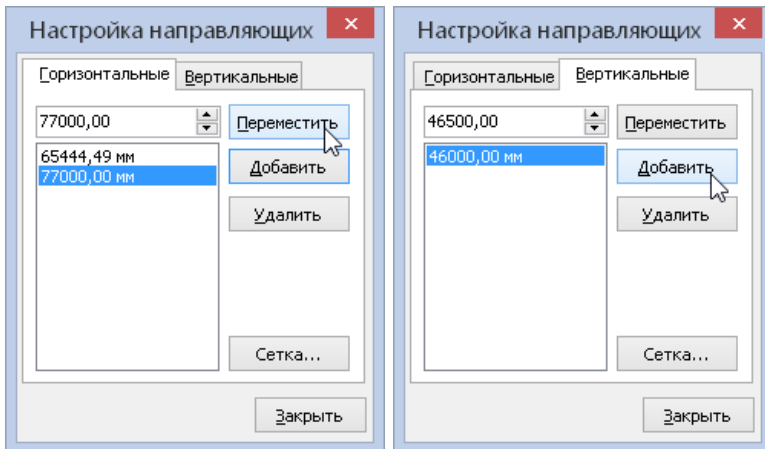 Настройка направляющих
Горизонтальные Вертикальные
77000,00 Переместить
65444,49 мм
77000,00 мм
Добавить
Удалить
Сетка...
Закрыть
Настройка направляющих
Горизонтальные Вертикальные
46500,00 Переместить
46000,00 мм
Добавить
Удалить
Сетка...
Закрыть